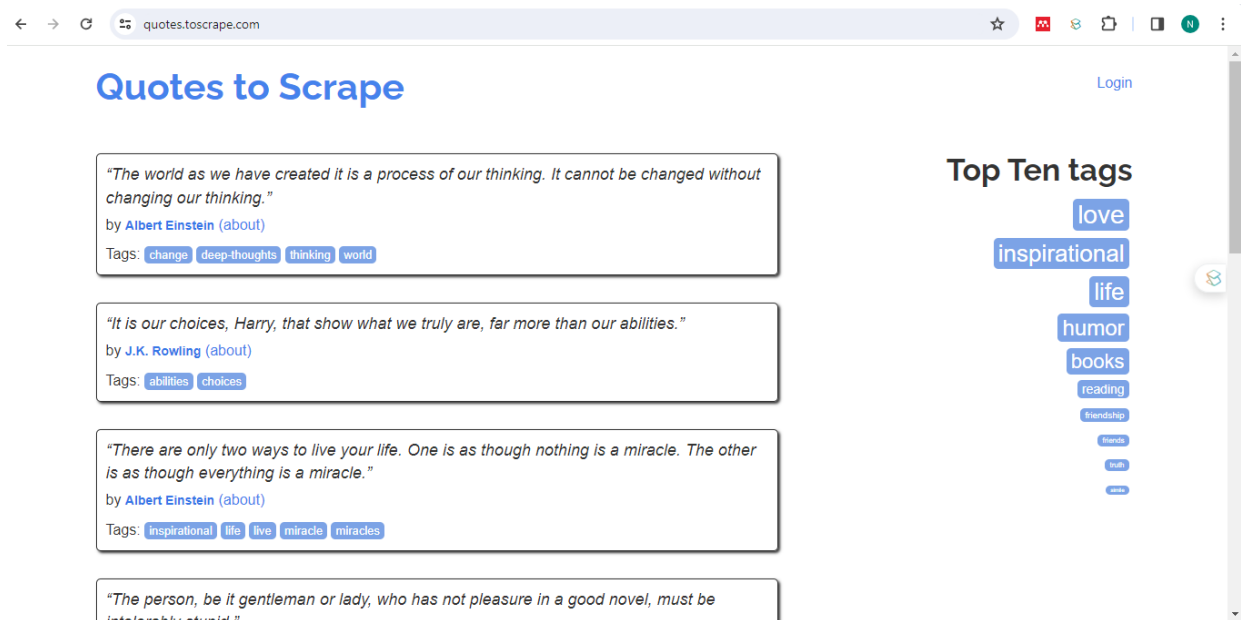 quotes.toscrape.com
N
Quotes to Scrape
Login
“The world as we have created it is a process of our thinking. It cannot be changed without
changing our thinking.”
by Albert Einstein (about)
Tags: change deep-thoughts thinking world
“It is our choices, Harry, that show what we truly are, far more than our abilities.”
by J.K. Rowling (about)
Tags: abilities choices
“There are only two ways to live your life. One is as though nothing is a miracle. The other
is as though everything is a miracle.”
by Albert Einstein (about)
Tags: inspirational life live miracle miracles
“The person, be it gentleman or lady, who has not pleasure in a good novel, must be
intolerably stupid.”
Top Ten tags
love
inspirational
life
humor
books
reading
friendship
friends
truth